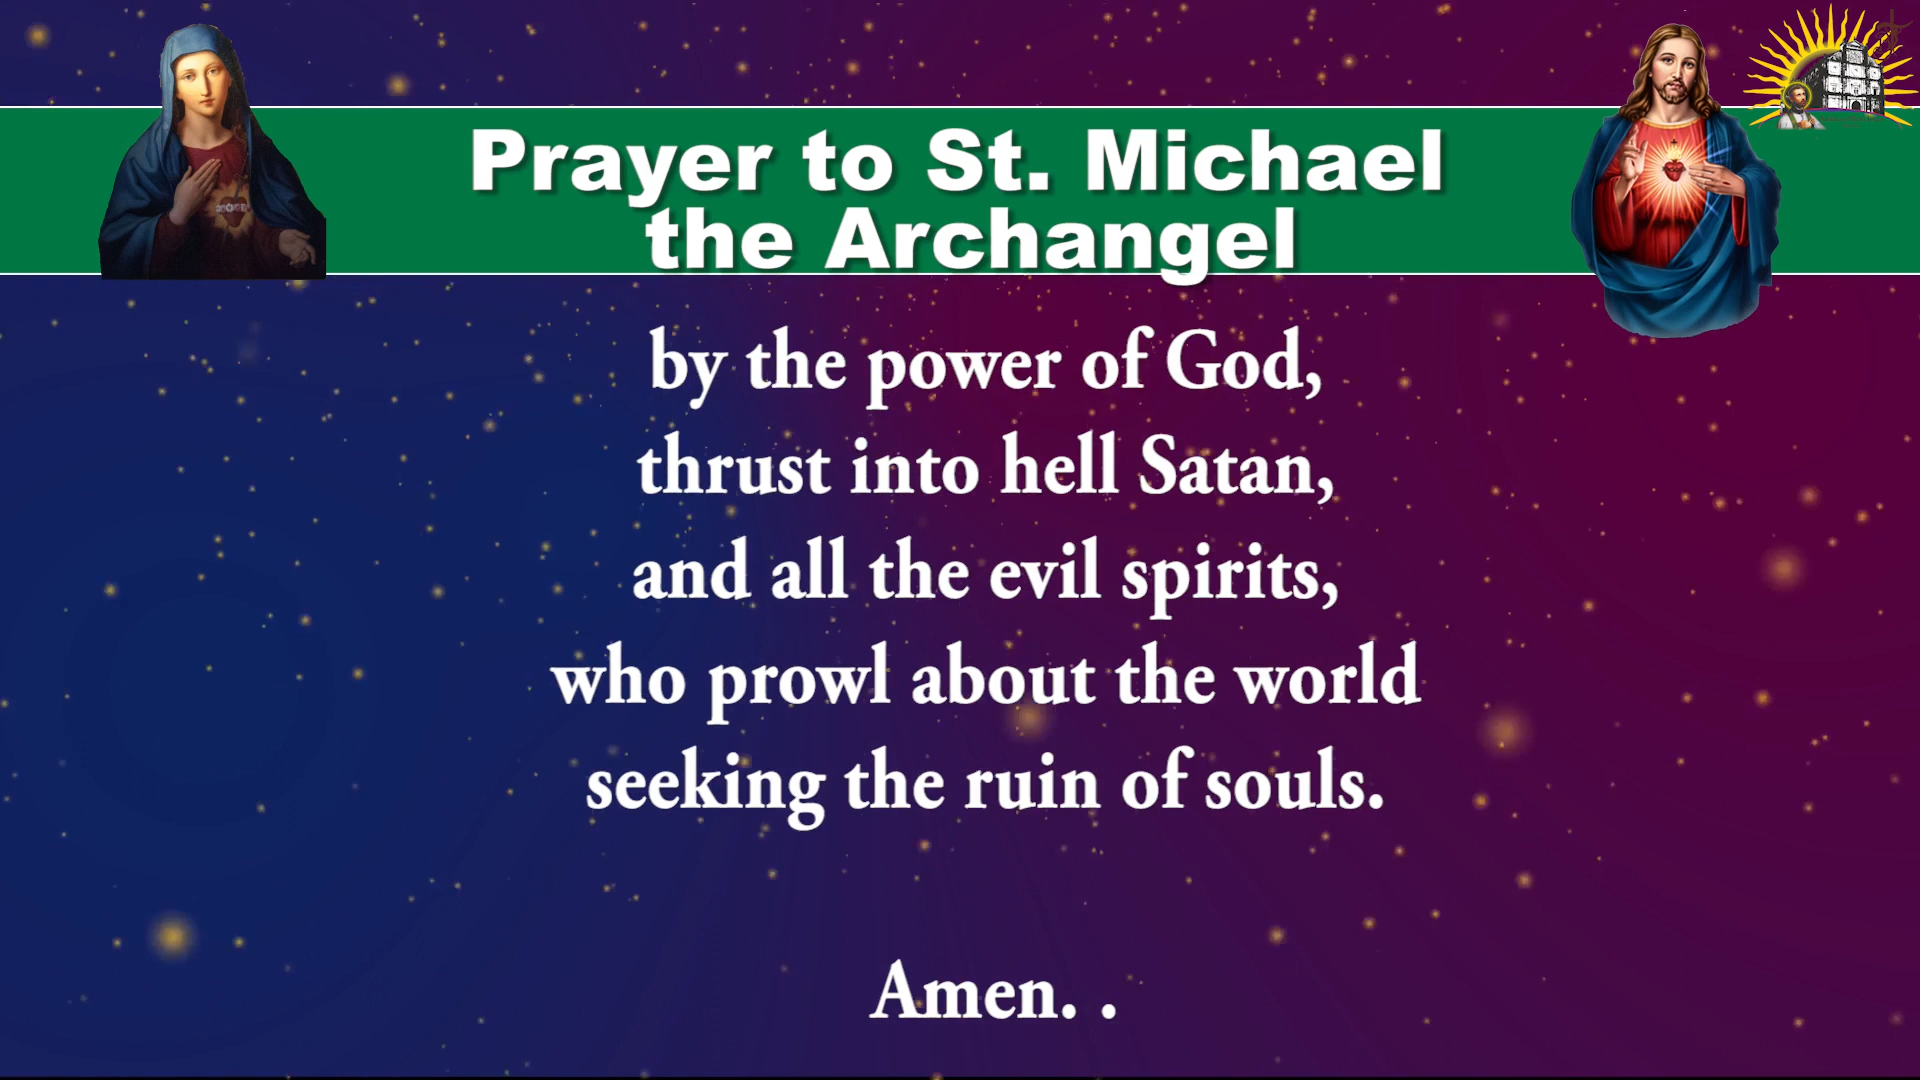 Prayer to St. Michael
the Archangel
by the power of God,
thrust into hell Satan,
and all the evil spirits,
who prowl about the world
seeking the ruin of souls.
Amen. .